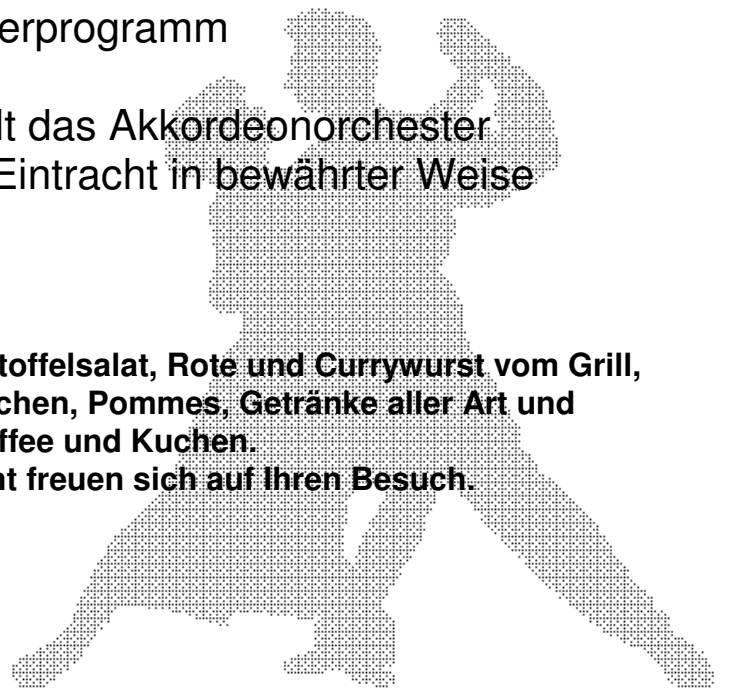 erprogramm
lt das Akkordeonorchester
Eintracht in bewährter Weise
toffelsalat, Rote und Currywurst vom Grill,
chen, Pommes, Getränke aller Art und
ffee und Kuchen.
nt freuen sich auf Ihren Besuch.